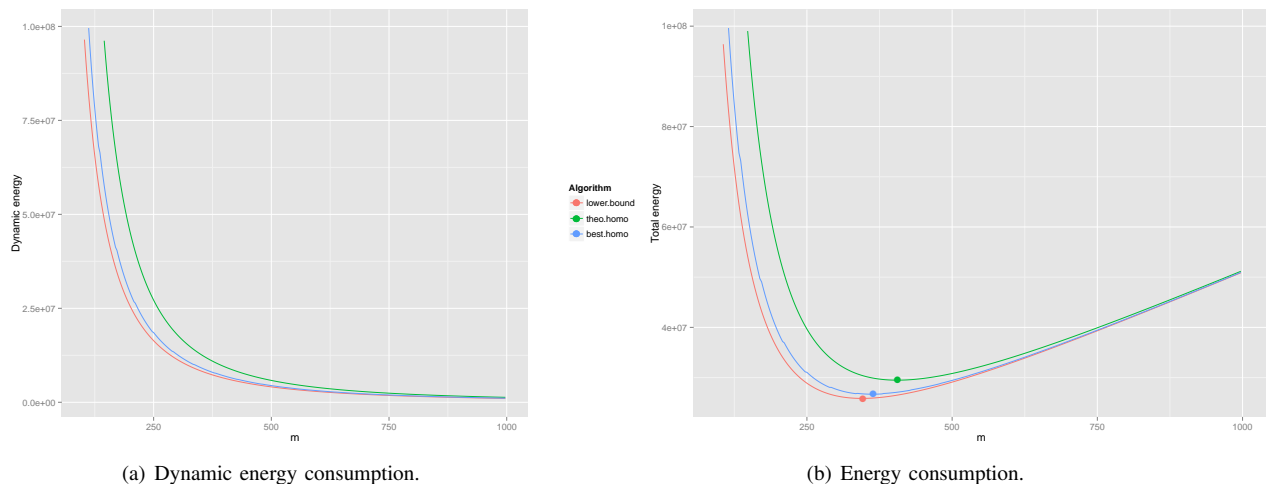 1.0e+08
7.5e+07
5.0e+07
2.5e+07
0.0e+00
Dynamic energy
250
500
750
1000
m
(a) Dynamic energy consumption.
Algorithm
lower.bound
theo.homo
best.homo
1e+08
8e+07
6e+07
4e+07
Total energy
250
500
750
1000
m
(b) Energy consumption.